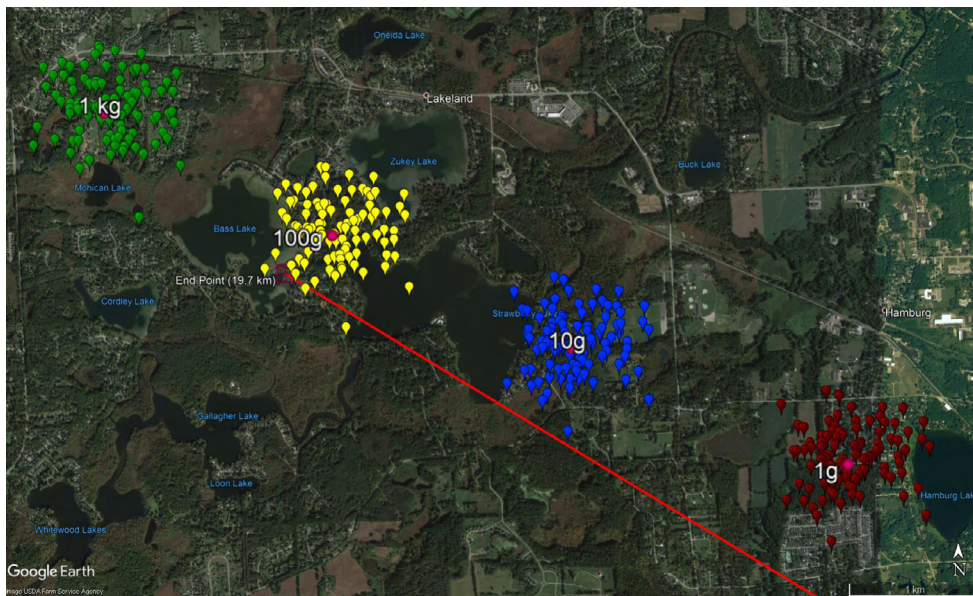 Oneida Lake
1 kg
Lakeland
Zukey Lake
Buck Lake
Mohican Lake
Bass Lake
100g
End Point (19.7 km)
Cordley Lake
Hamburg
10g
Gallagher Lake
1g
Loon Lake
Hamburg Lak
Whitewood Lakes
Google Earth
Image USDA Farm Service Agency
N
1 km